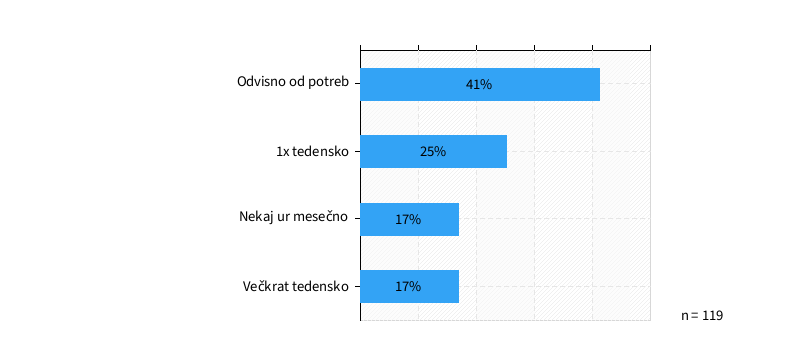 Odvisno od potreb
41%
1x tedensko
25%
Nekaj ur mesečno
17%
Večkrat tedensko
17%
n = 119